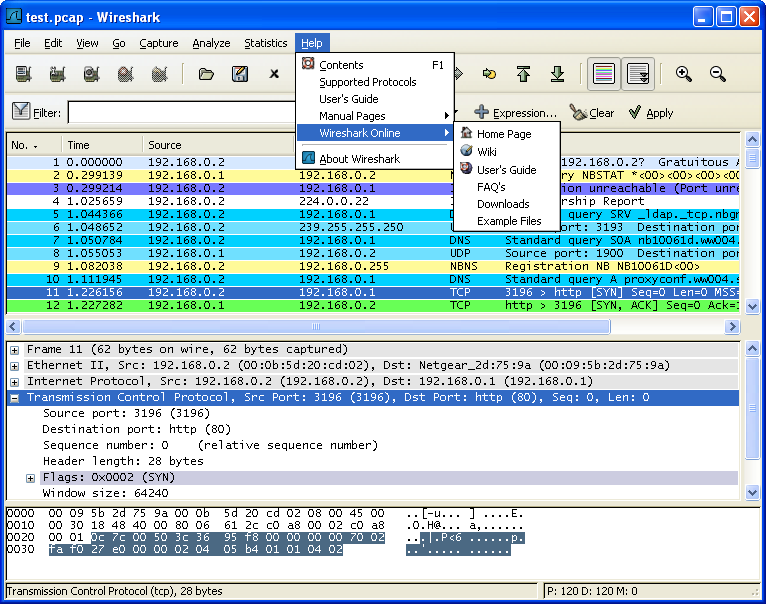 test.pcap - Wireshark
File Edit View Go Capture Analyze Statistics Help
Contents F1
Supported Protocols
User's Guide
Manual Pages
Wireshark Online
About Wireshark
Home Page
Wiki
User's Guide
FAQ's
Downloads
Example Files
Filter: Expression... Clear Apply
No. . Time Source
1 0.000000 192.168.0.2 192.168.0.2? Gratuitous A
2 0.299139 192.168.0.1 192.168.0.2 NBSTAT *<00><00><00><00
3 0.299214 192.168.0.2 192.168.0.1 unreachable (Port unr
4 1.025659 192.168.0.2 224.0.0.22 Report
5 1.044366 192.168.0.2 192.168.0.1 query SRV _ldap._tcp.nbgm
6 1.048652 192.168.0.2 239.255.255.250 3193 Destination por
7 1.050784 192.168.0.2 192.168.0.1 DNS Standard query SOA nb10061d.ww004.
8 1.055053 192.168.0.1 192.168.0.2 UDP Source port: 1900 Destination por
9 1.082038 192.168.0.2 192.168.0.255 NBNS Registration NB NB10061D<00>
10 1.111945 192.168.0.2 192.168.0.1 DNS Standard query A proxyconf.ww004.s
11 1.226156 192.168.0.2 192.168.0.1 TCP 3196 > http [SYN] Seq=0 Len=0 MSS=
12 1.227282 192.168.0.1 192.168.0.2 TCP http > 3196 [SYN, ACK] Seq=0 Ack=1
Frame 11 (62 bytes on wire, 62 bytes captured)
Ethernet II, Src: 192.168.0.2 (00:0b:5d:20:cd:02), Dst: Netgear_2d:75:9a (00:09:5b:2d:75:9a)
Internet Protocol, Src: 192.168.0.2 (192.168.0.2), Dst: 192.168.0.1 (192.168.0.1)
Transmission Control Protocol, Src Port: 3196 (3196), Dst Port: http (80), Seq: 0, Len: 0
Source port: 3196 (3196)
Destination port: http (80)
Sequence number: 0 (relative sequence number)
Header length: 28 bytes
Flags: 0x0002 (SYN)
Window size: 64240
0000 00 09 5b 2d 75 9a 00 0b 5d 20 cd 02 08 00 45 00 ..[-u... ] ....E.
0010 00 30 18 48 40 00 80 06 61 2c c0 a8 00 02 c0 a8 .0.H@... a,......
0020 00 01 0c 7c 00 50 3c 36 95 f8 00 00 00 00 70 02 ...|.P<6 ......p.
0030 fa f0 27 e0 00 00 02 04 05 b4 01 01 04 02 ..'..... ......
Transmission Control Protocol (tcp), 28 bytes P: 120 D: 120 M: 0